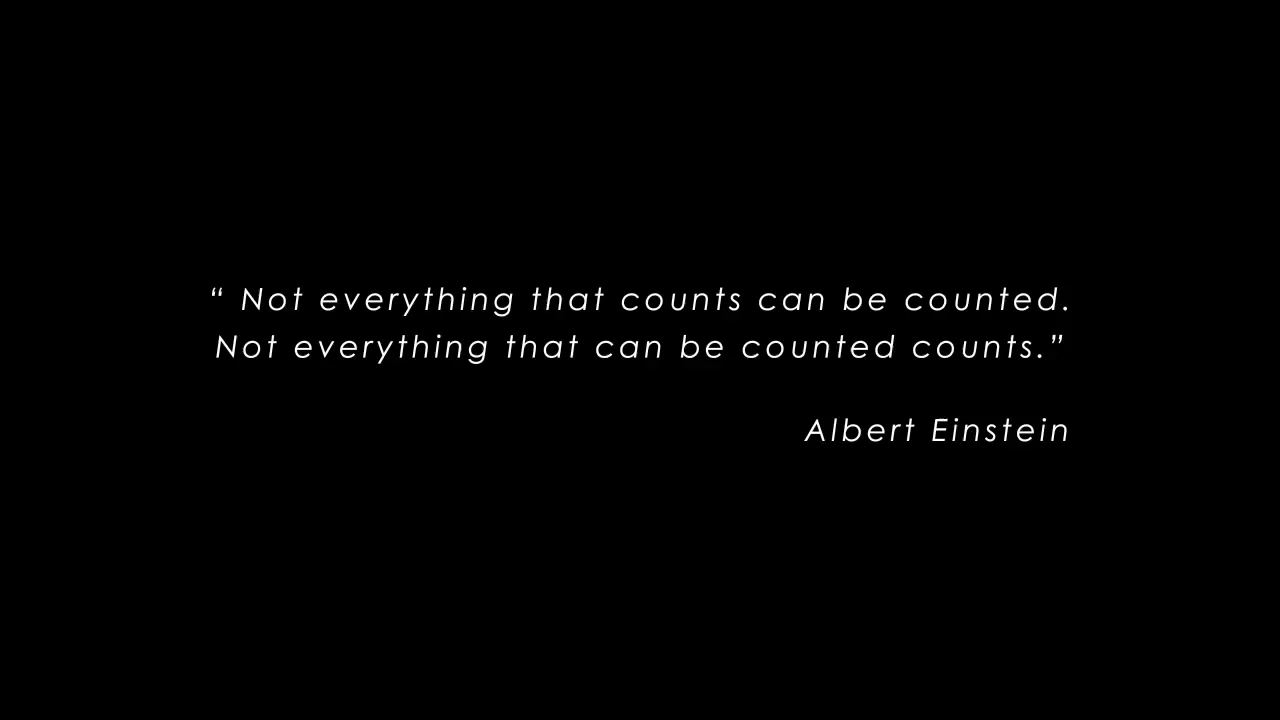 “ Not everything that counts can be counted.
Not everything that can be counted counts.”
Albert Einstein